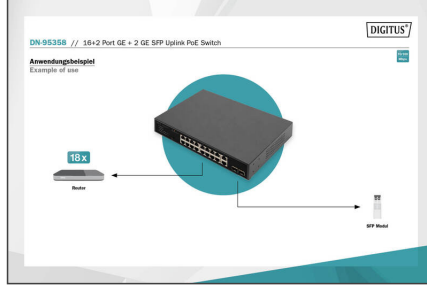 DIGITUS®
DN-95358 // 16+2 Port GE + 2 GE SFP Uplink PoE Switch
Anwendungsbeispiel
Example of use
18x
Router
SFP Modul